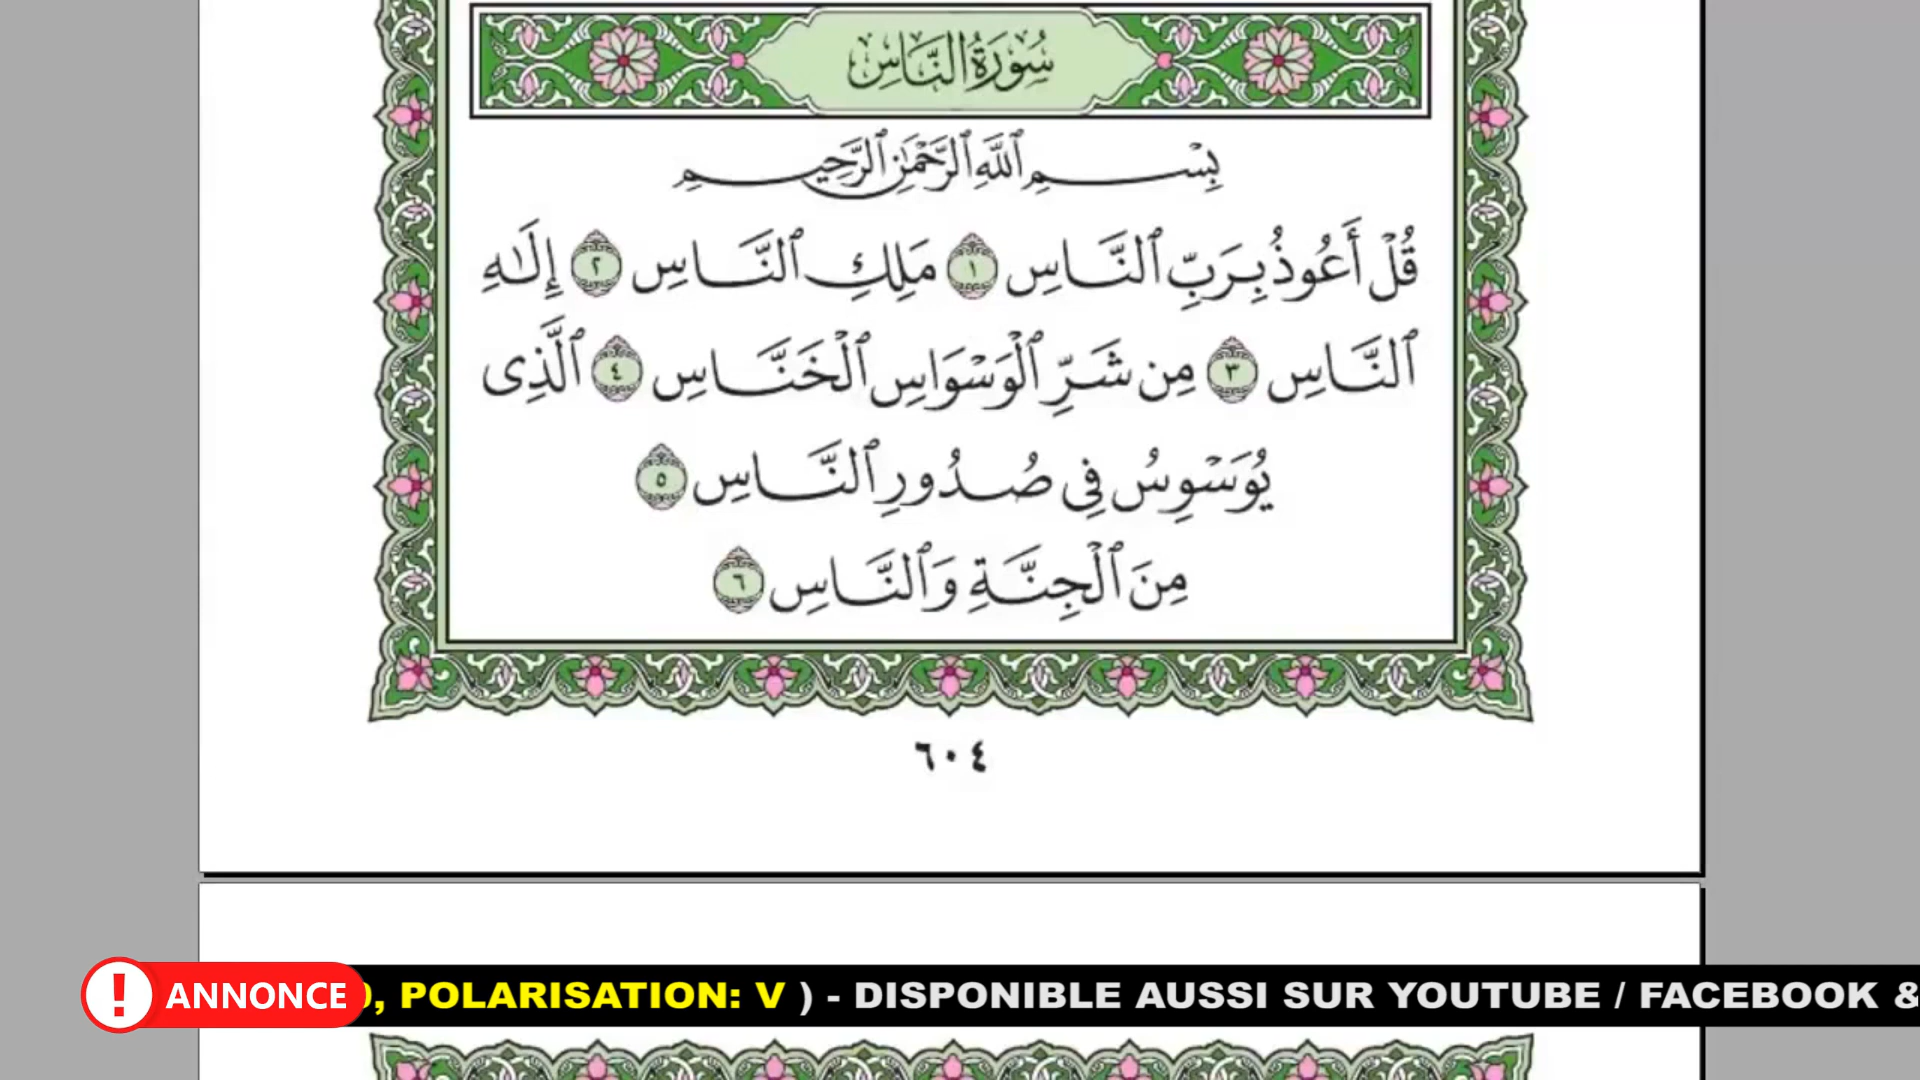 سُورَةُ النَّاسِ
بِسْمِ ٱللَّهِ ٱلرَّحْمَٰنِ ٱلرَّحِيمِ
قُلْ أَعُوذُ بِرَبِّ ٱلنَّاسِ ١ مَلِكِ ٱلنَّاسِ ٢ إِلَٰهِ
ٱلنَّاسِ ٣ مِن شَرِّ ٱلْوَسْوَاسِ ٱلْخَنَّاسِ ٤ ٱلَّذِى
يُوَسْوِسُ فِى صُدُورِ ٱلنَّاسِ ٥
مِنَ ٱلْجِنَّةِ وَٱلنَّاسِ ٦
٦٠٤
! ANNONCE , POLARISATION: V ) - DISPONIBLE AUSSI SUR YOUTUBE / FACEBOOK &